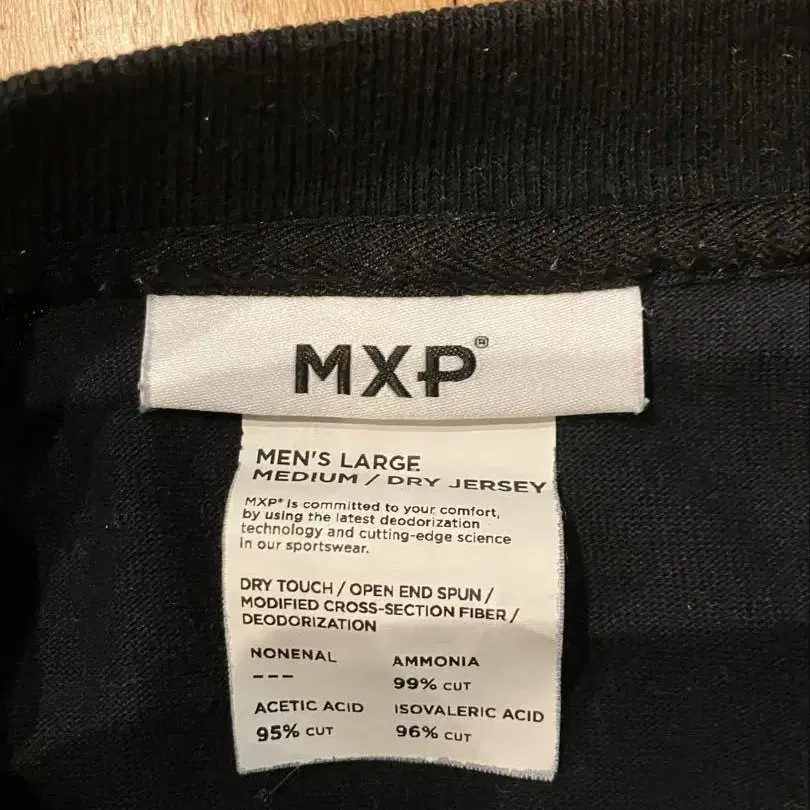 MXP®
MEN'S LARGE
MEDIUM / DRY JERSEY
MXP® is committed to your comfort,
by using the latest deodorization
technology and cutting-edge science
in our sportswear.
DRY TOUCH / OPEN END SPUN /
MODIFIED CROSS-SECTION FIBER /
DEODORIZATION
NONENAL AMMONIA
--- 99% CUT
ACETIC ACID ISOVALERIC ACID
95% CUT 96% CUT